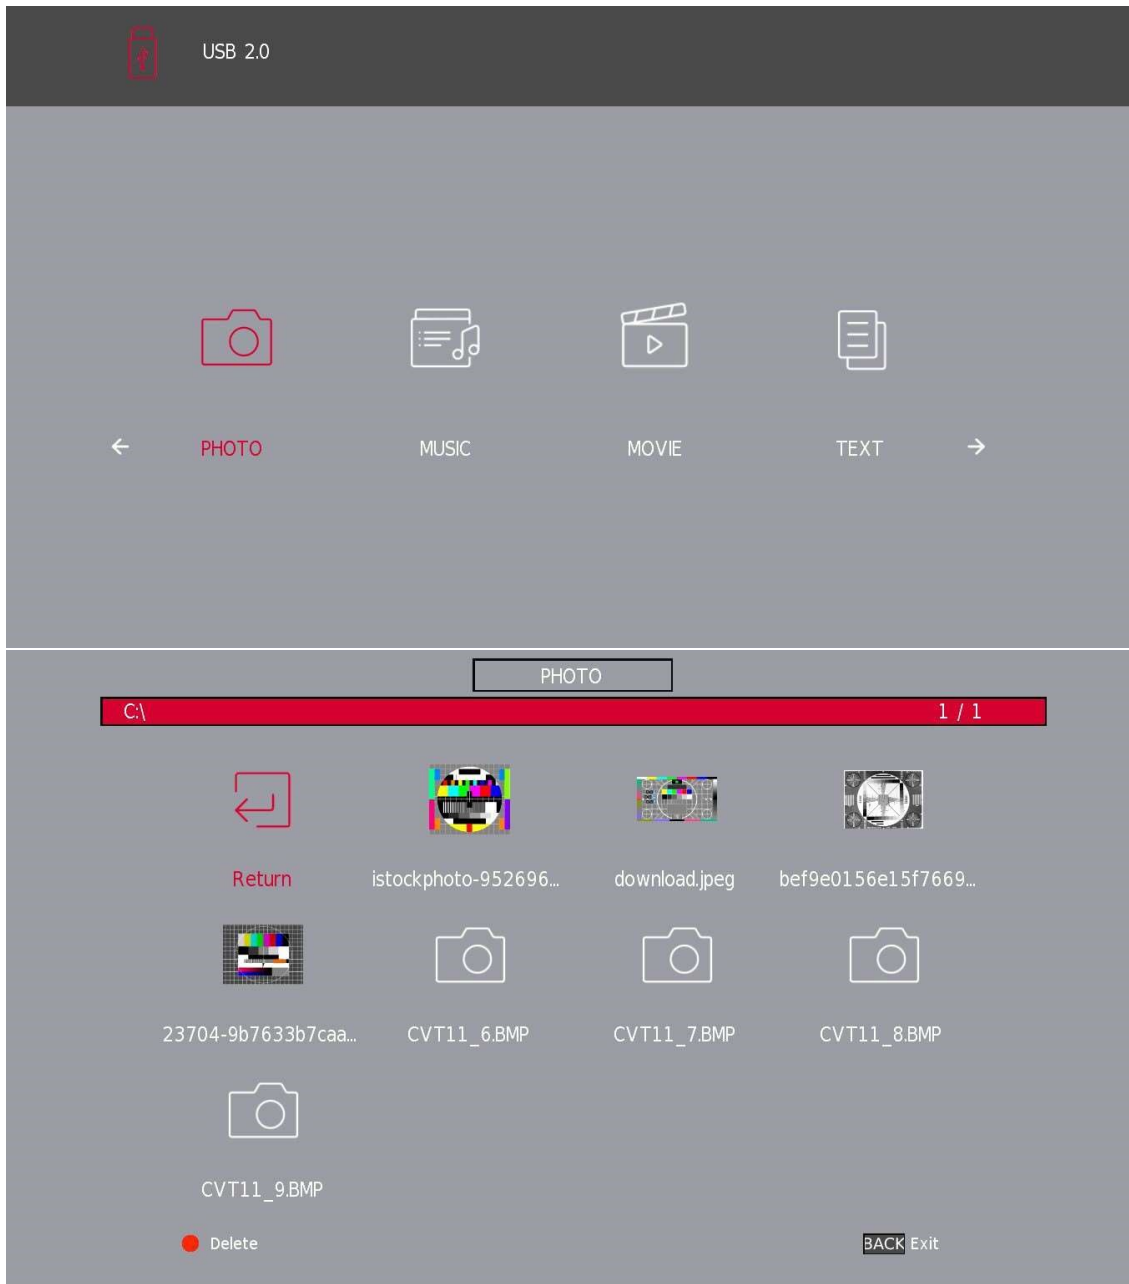 USB 2.0
PHOTO MUSIC MOVIE TEXT
PHOTO
C:\ 1 / 1
Return istockphoto-952696... download.jpeg bef9e0156e15f7669...
23704-9b7633b7caa... CVT11_6.BMP CVT11_7.BMP CVT11_8.BMP
CVT11_9.BMP
Delete BACK Exit